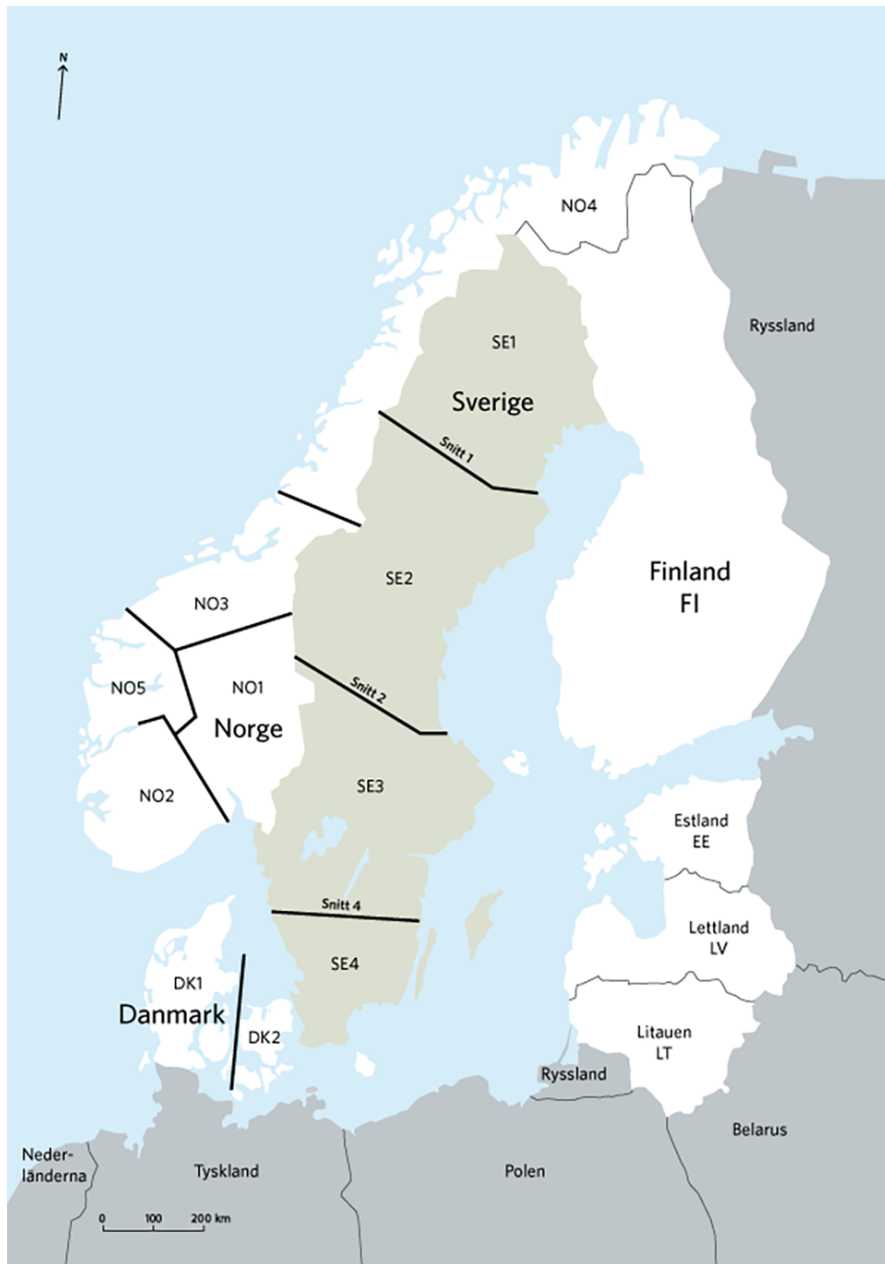 N
NO4
Ryssland
SE1
Sverige
Snitt 1
SE2
Finland
FI
NO3
NO5
NO1
Norge
Snitt 2
NO2
SE3
Estland
EE
Snitt 4
Lettland
LV
SE4
DK1
Danmark
DK2
Litauen
LT
Ryssland
Belarus
Neder-
länderna
Tyskland
Polen
0 100 200 km